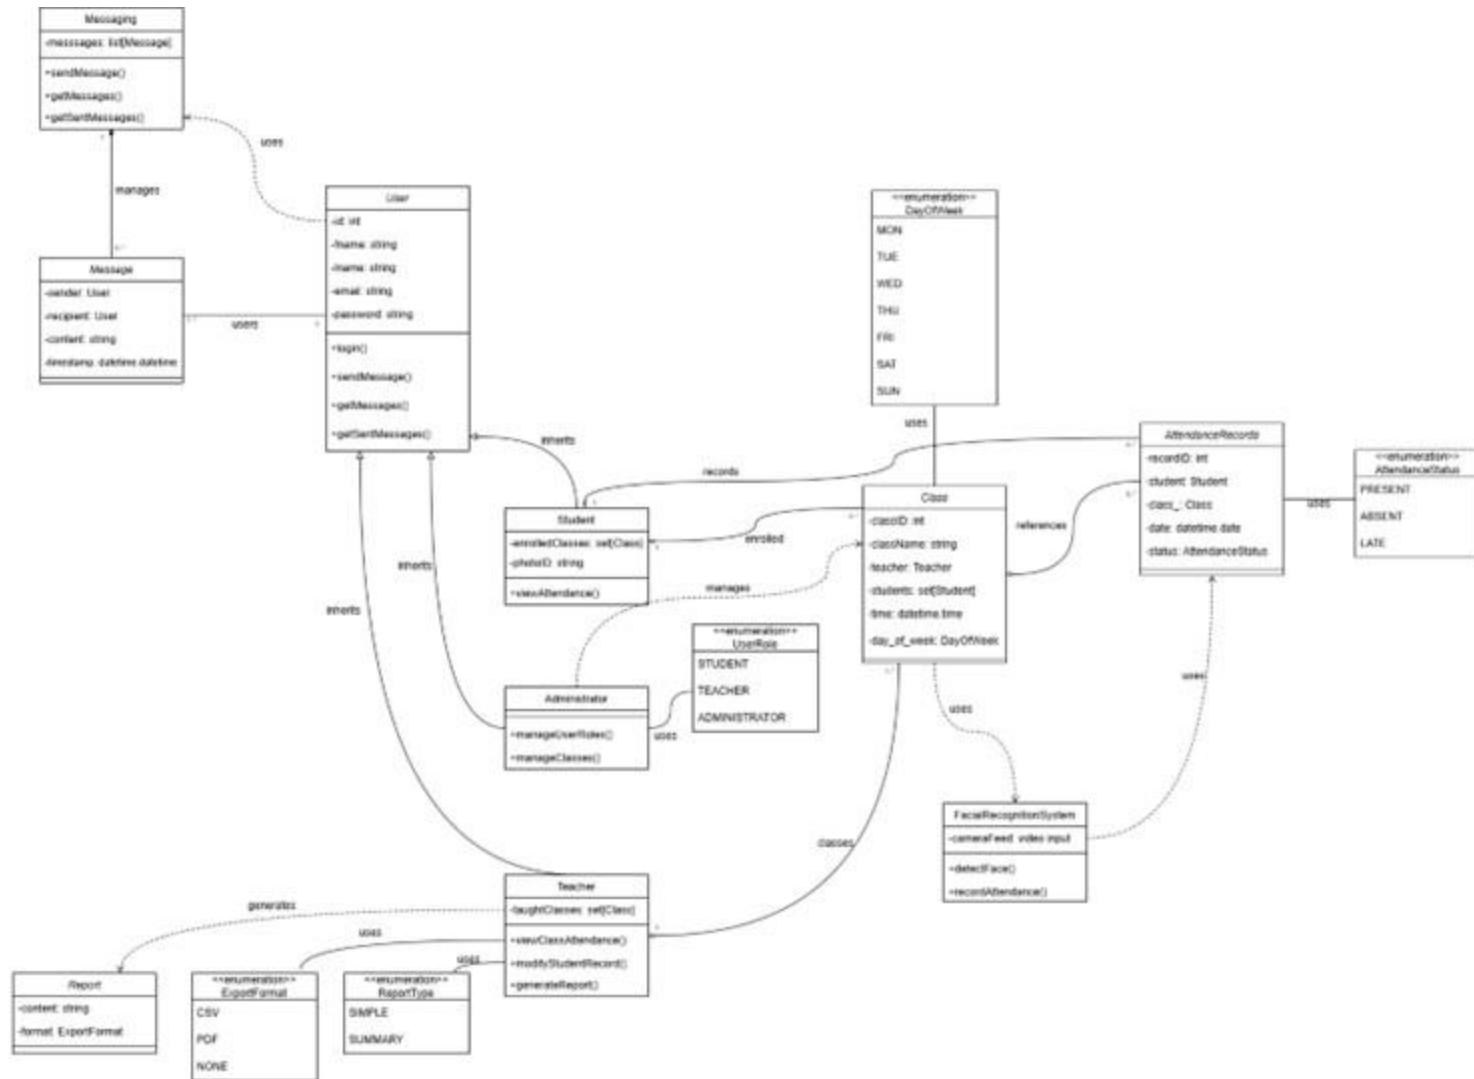 Messaging
-messsages: list[Message]
+sendMessage()
+getMessages()
+getSentMessages()
uses
manages
User
-id: int
-fname: string
-lname: string
-email: string
-password: string
+login()
+sendMessage()
+getMessages()
+getSentMessages()
Message
-sender: User
-recipient: User
-content: string
-timestamp: datetime.datetime
users
<<enumeration>>
DayOfWeek
MON
TUE
WED
THU
FRI
SAT
SUN
uses
inherits
records
AttendanceRecords
-recordID: int
-student: Student
-class_: Class
-date: datetime.date
-status: AttendanceStatus
uses
<<enumeration>>
AttendanceStatus
PRESENT
ABSENT
LATE
Student
-enrolledClasses: set[Class]
-photoID: string
+viewAttendance()
enrolled
Class
-classID: int
-className: string
-teacher: Teacher
-students: set[Student]
-time: datetime.time
-day_of_week: DayOfWeek
references
inherits
inherits
manages
<<enumeration>>
UserRole
STUDENT
TEACHER
ADMINISTRATOR
Administrator
+manageUserRoles()
+manageClasses()
uses
uses
uses
FacialRecognitionSystem
-cameraFeed: video input
+detectFace()
+recordAttendance()
classes
Teacher
-taughtClasses: set[Class]
+viewClassAttendance()
+modifyStudentRecord()
+generateReport()
generates
uses
uses
Report
-content: string
-format: ExportFormat
<<enumeration>>
ExportFormat
CSV
PDF
NONE
<<enumeration>>
ReportType
SIMPLE
SUMMARY